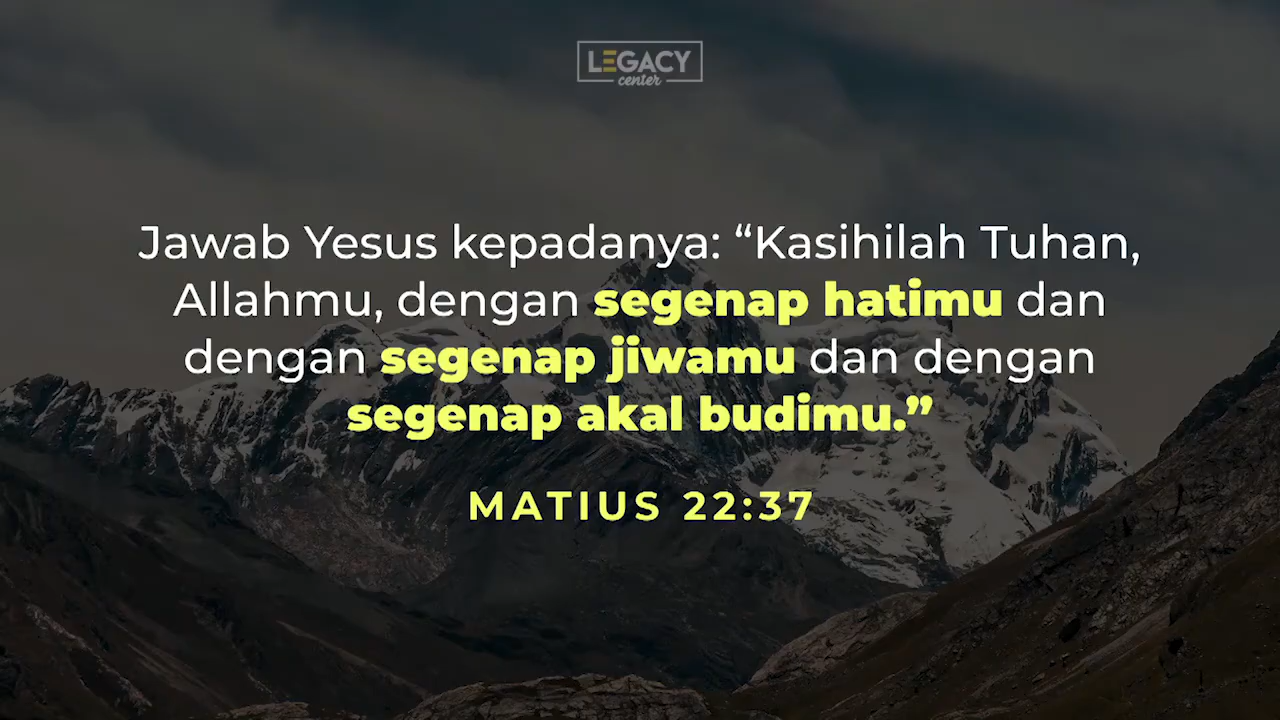 LEGACY
center
Jawab Yesus kepadanya: “Kasihilah Tuhan,
Allahmu, dengan segenap hatimu dan
dengan segenap jiwamu dan dengan
segenap akal budimu.”
MATIUS 22:37